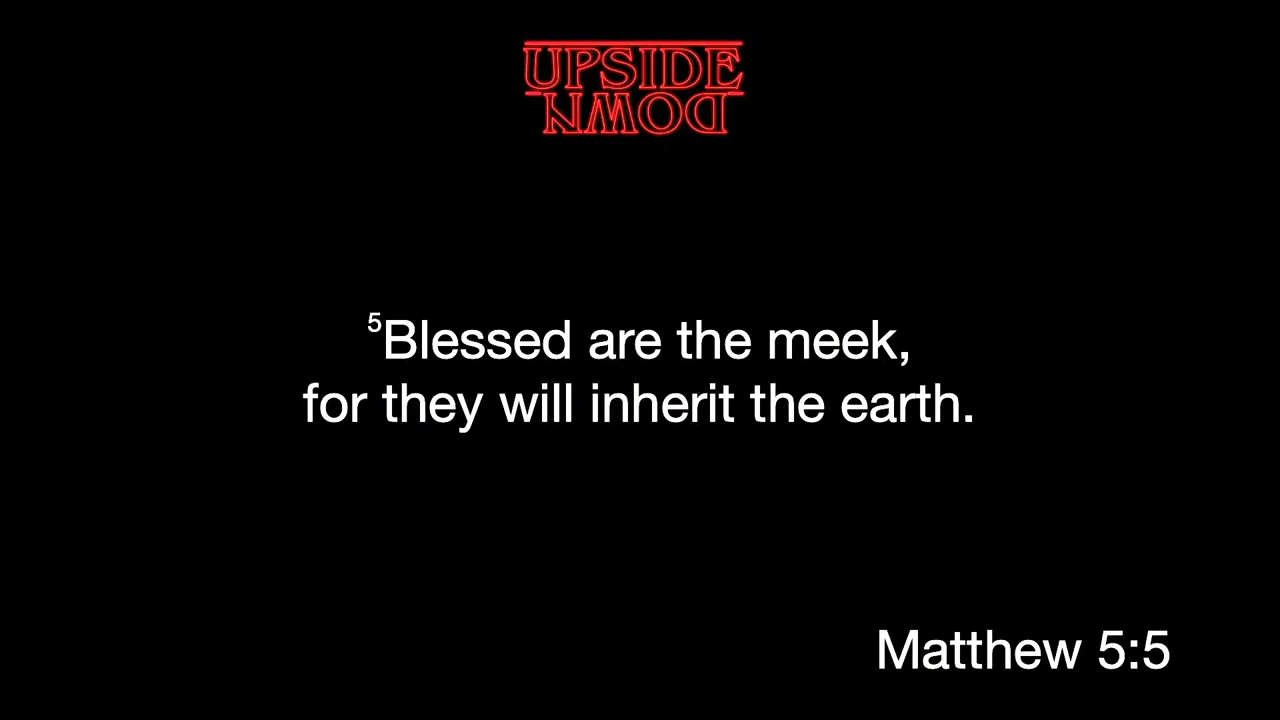 UPSIDE
DOWN
⁵Blessed are the meek,
for they will inherit the earth.
Matthew 5:5